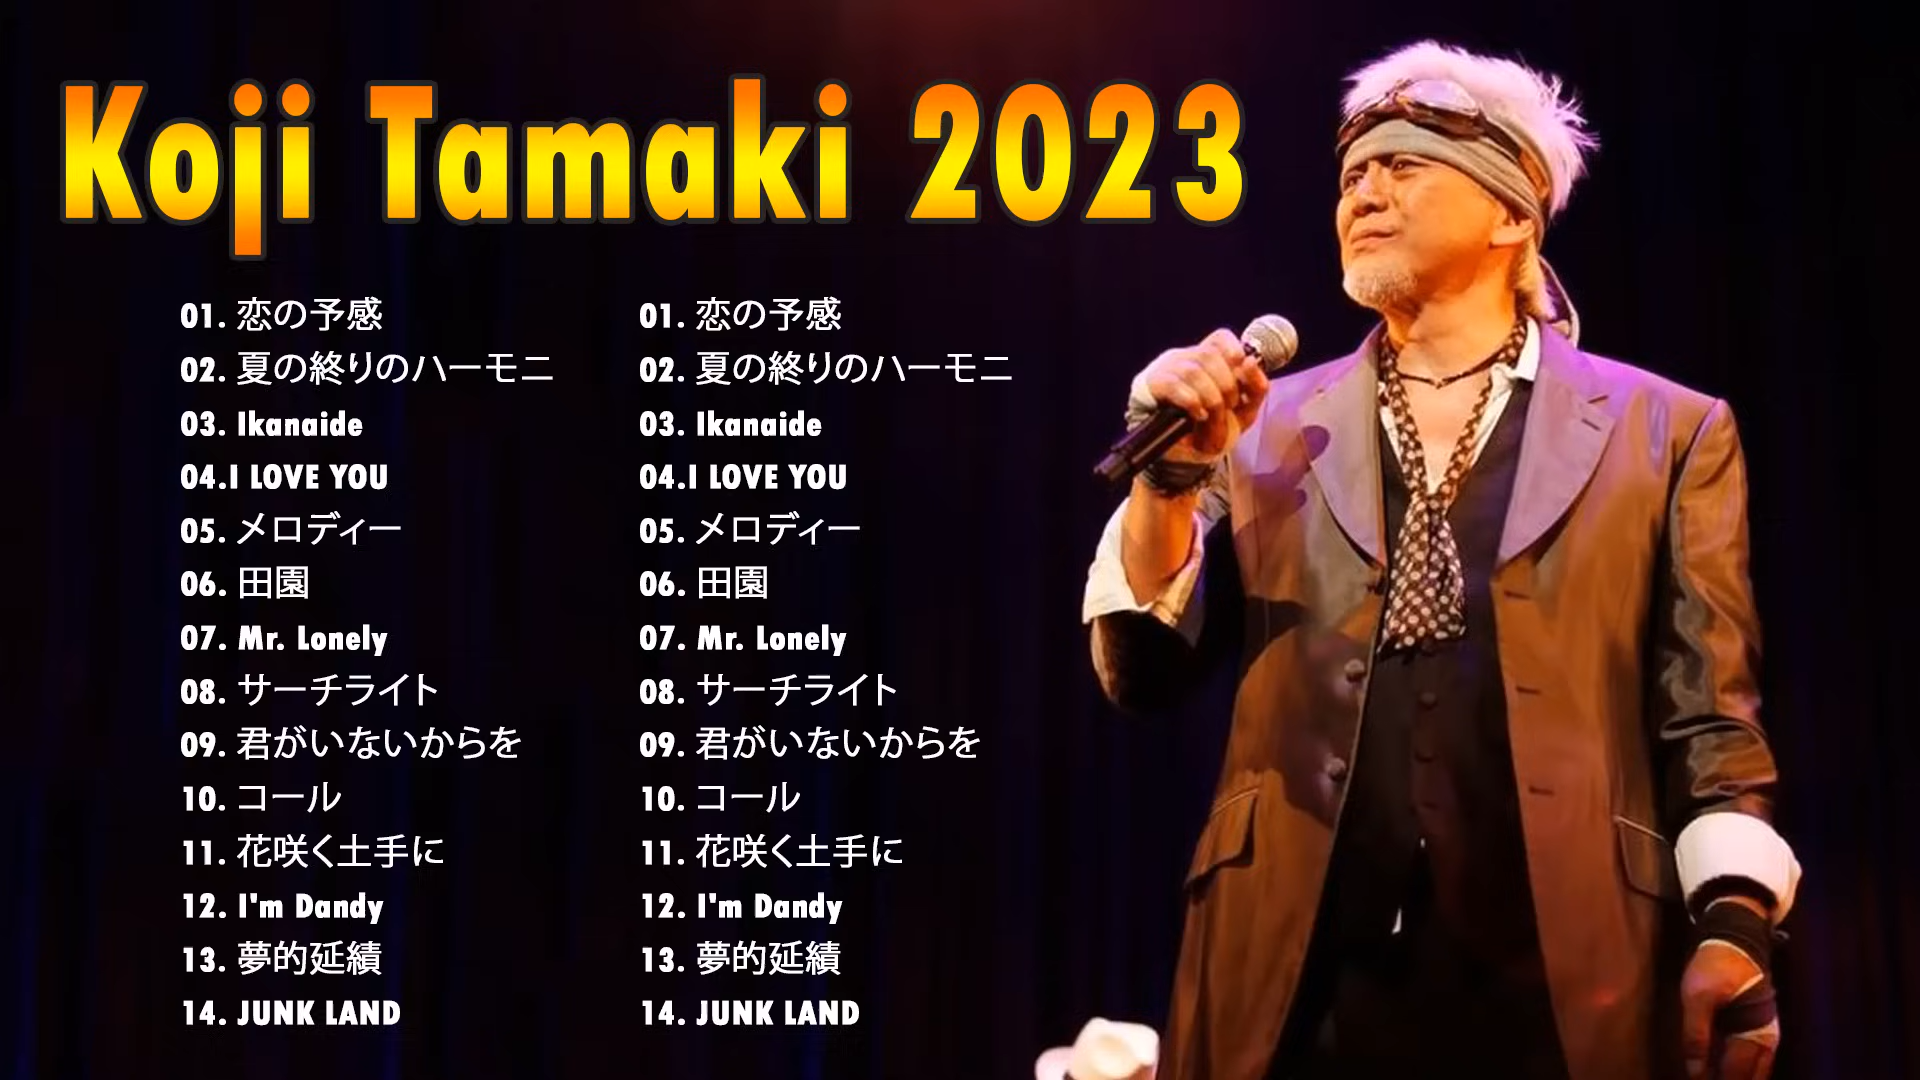 Koji Tamaki 2023
01. 恋の予感
02. 夏の終りのハーモニ
03. Ikanaide
04.I LOVE YOU
05. メロディー
06. 田園
07. Mr. Lonely
08. サーチライト
09. 君がいないからを
10. コール
11. 花咲く土手に
12. I'm Dandy
13. 夢的延績
14. JUNK LAND
01. 恋の予感
02. 夏の終りのハーモニ
03. Ikanaide
04.I LOVE YOU
05. メロディー
06. 田園
07. Mr. Lonely
08. サーチライト
09. 君がいないからを
10. コール
11. 花咲く土手に
12. I'm Dandy
13. 夢的延績
14. JUNK LAND